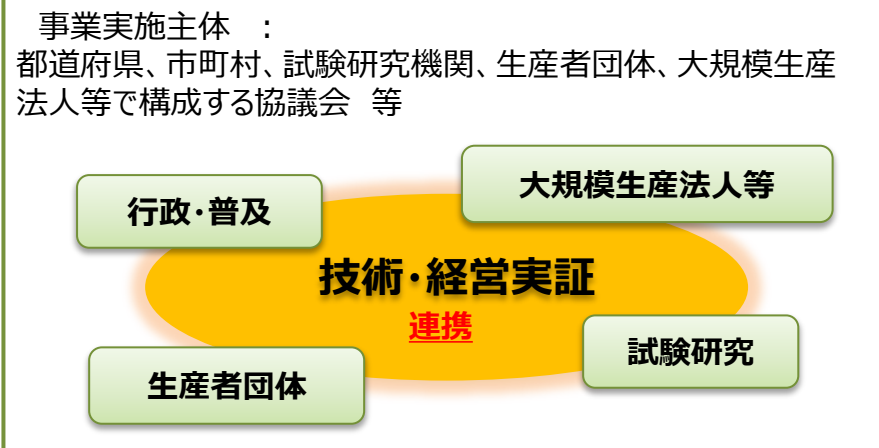 事業実施主体 :
都道府県、市町村、試験研究機関、生産者団体、大規模生産
法人等で構成する協議会 等
大規模生産法人等
行政・普及
技術・経営実証
連携
試験研究
生産者団体